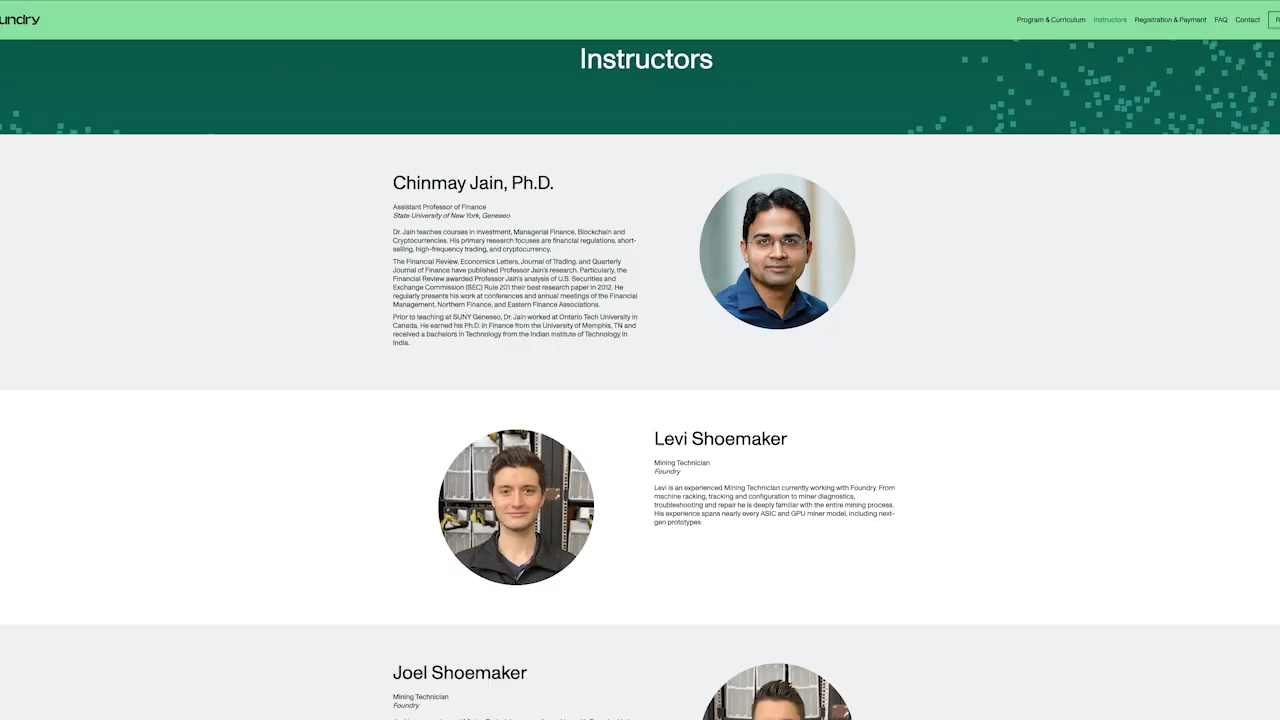 undry
Program & Curriculum Instructors Registration & Payment FAQ Contact
Instructors
Chinmay Jain, Ph.D.
Assistant Professor of Finance
State University of New York, Geneseo
Dr. Jain teaches courses in Investment, Managerial Finance, Blockchain and
Cryptocurrencies. His primary research focuses are financial regulations, short-
selling, high-frequency trading, and cryptocurrency.
The Financial Review, Economics Letters, Journal of Trading, and Quarterly
Journal of Finance have published Professor Jain's research. Particularly, the
Financial Review awarded Professor Jain's analysis of U.S. Securities and
Exchange Commission (SEC) Rule 201 their best research paper in 2012. He
regularly presents his work at conferences and annual meetings of the Financial
Management, Northern Finance, and Eastern Finance Associations.
Prior to teaching at SUNY Geneseo, Dr. Jain worked at Ontario Tech University in
Canada. He earned his Ph.D. in Finance from the University of Memphis, TN and
received a bachelors in Technology from the Indian Institute of Technology in
India.
Levi Shoemaker
Mining Technician
Foundry
Levi is an experienced Mining Technician currently working with Foundry. From
machine racking, tracking and configuration to miner diagnostics,
troubleshooting and repair he is deeply familiar with the entire mining process.
His experience spans nearly every ASIC and GPU miner model, including next-
gen prototypes.
Joel Shoemaker
Mining Technician
Foundry